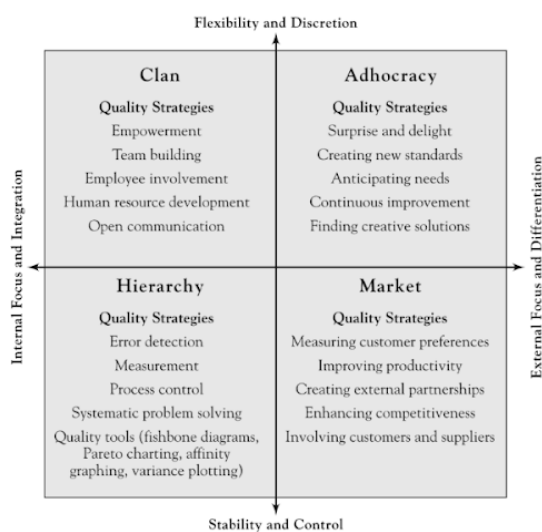 Flexibility and Discretion
Clan
Quality Strategies
Empowerment
Team building
Employee involvement
Human resource development
Open communication
Adhocracy
Quality Strategies
Surprise and delight
Creating new standards
Anticipating needs
Continuous improvement
Finding creative solutions
Internal Focus and Integration
External Focus and Differentiation
Hierarchy
Quality Strategies
Error detection
Measurement
Process control
Systematic problem solving
Quality tools (fishbone diagrams,
Pareto charting, affinity
graphing, variance plotting)
Market
Quality Strategies
Measuring customer preferences
Improving productivity
Creating external partnerships
Enhancing competitiveness
Involving customers and suppliers
Stability and Control